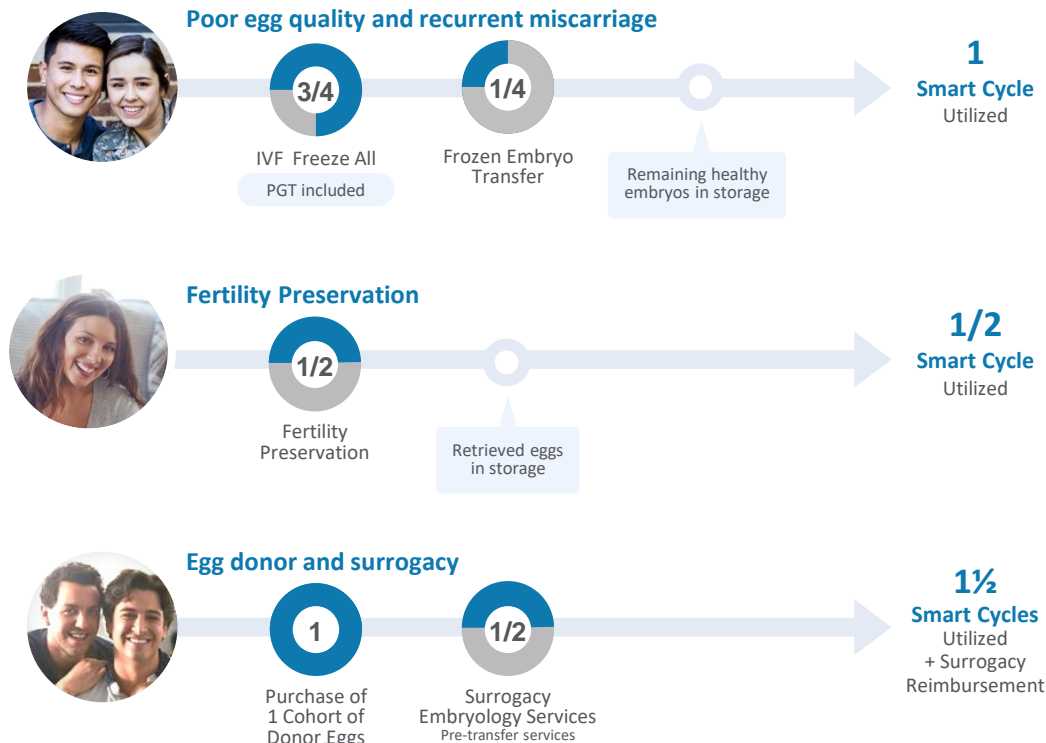 Poor egg quality and recurrent miscarriage
3/4
IVF Freeze All
PGT included
1/4
Frozen Embryo
Transfer
Remaining healthy
embryos in storage
1
Smart Cycle
Utilized
Fertility Preservation
1/2
Fertility
Preservation
Retrieved eggs
in storage
1/2
Smart Cycle
Utilized
Egg donor and surrogacy
1
Purchase of
1 Cohort of
Donor Eggs
1/2
Surrogacy
Embryology Services
Pre-transfer services
1½
Smart Cycles
Utilized
+ Surrogacy
Reimbursement